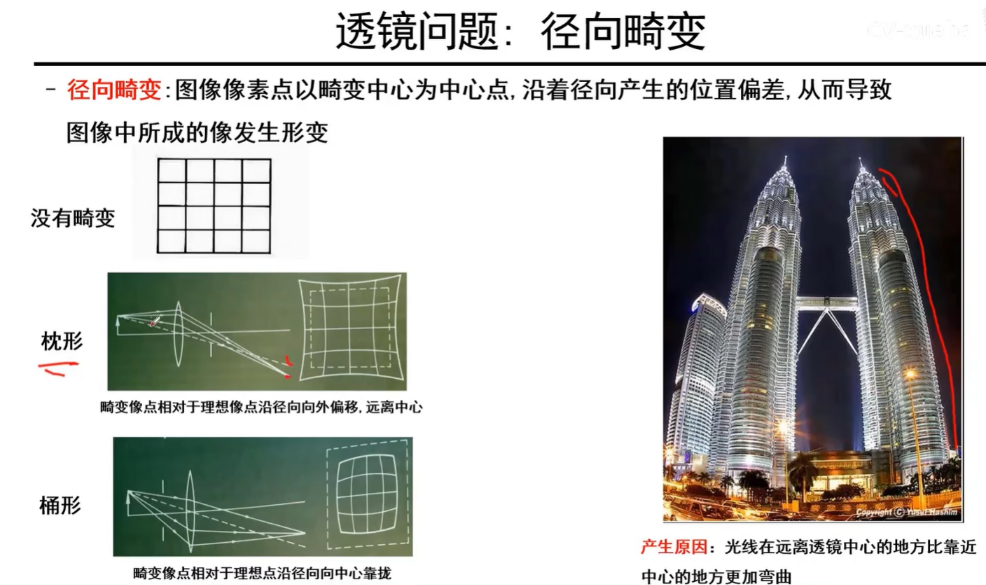 透镜问题：径向畸变
- 径向畸变:图像像素点以畸变中心为中心点,沿着径向产生的位置偏差,从而导致
图像中所成的像发生形变
没有畸变
枕形
畸变像点相对于理想像点沿径向向外偏移,远离中心
桶形
畸变像点相对于理想点沿径向向中心靠拢
Copyright (C) Yusuf Hashim
产生原因：光线在远离透镜中心的地方比靠近
中心的地方更加弯曲